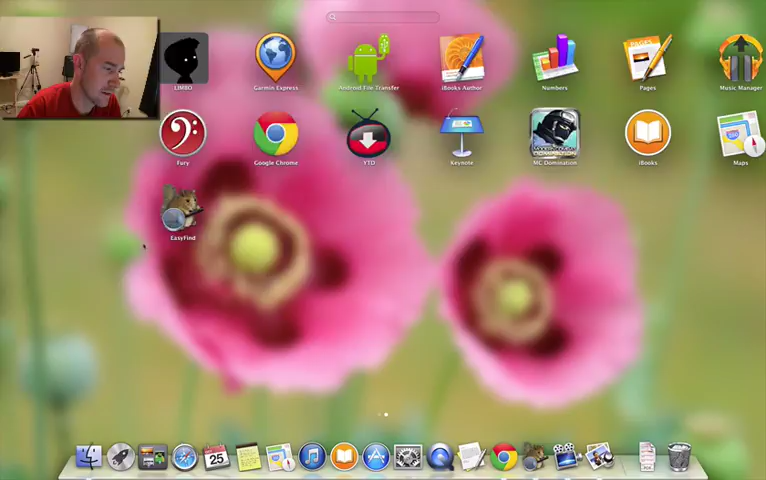 LIMBO
Garmin Express
Android File Transfer
iBooks Author
Numbers
Pages
Music Manager
Fury
Google Chrome
YTD
Keynote
MC Domination
iBooks
Maps
EasyFind
25